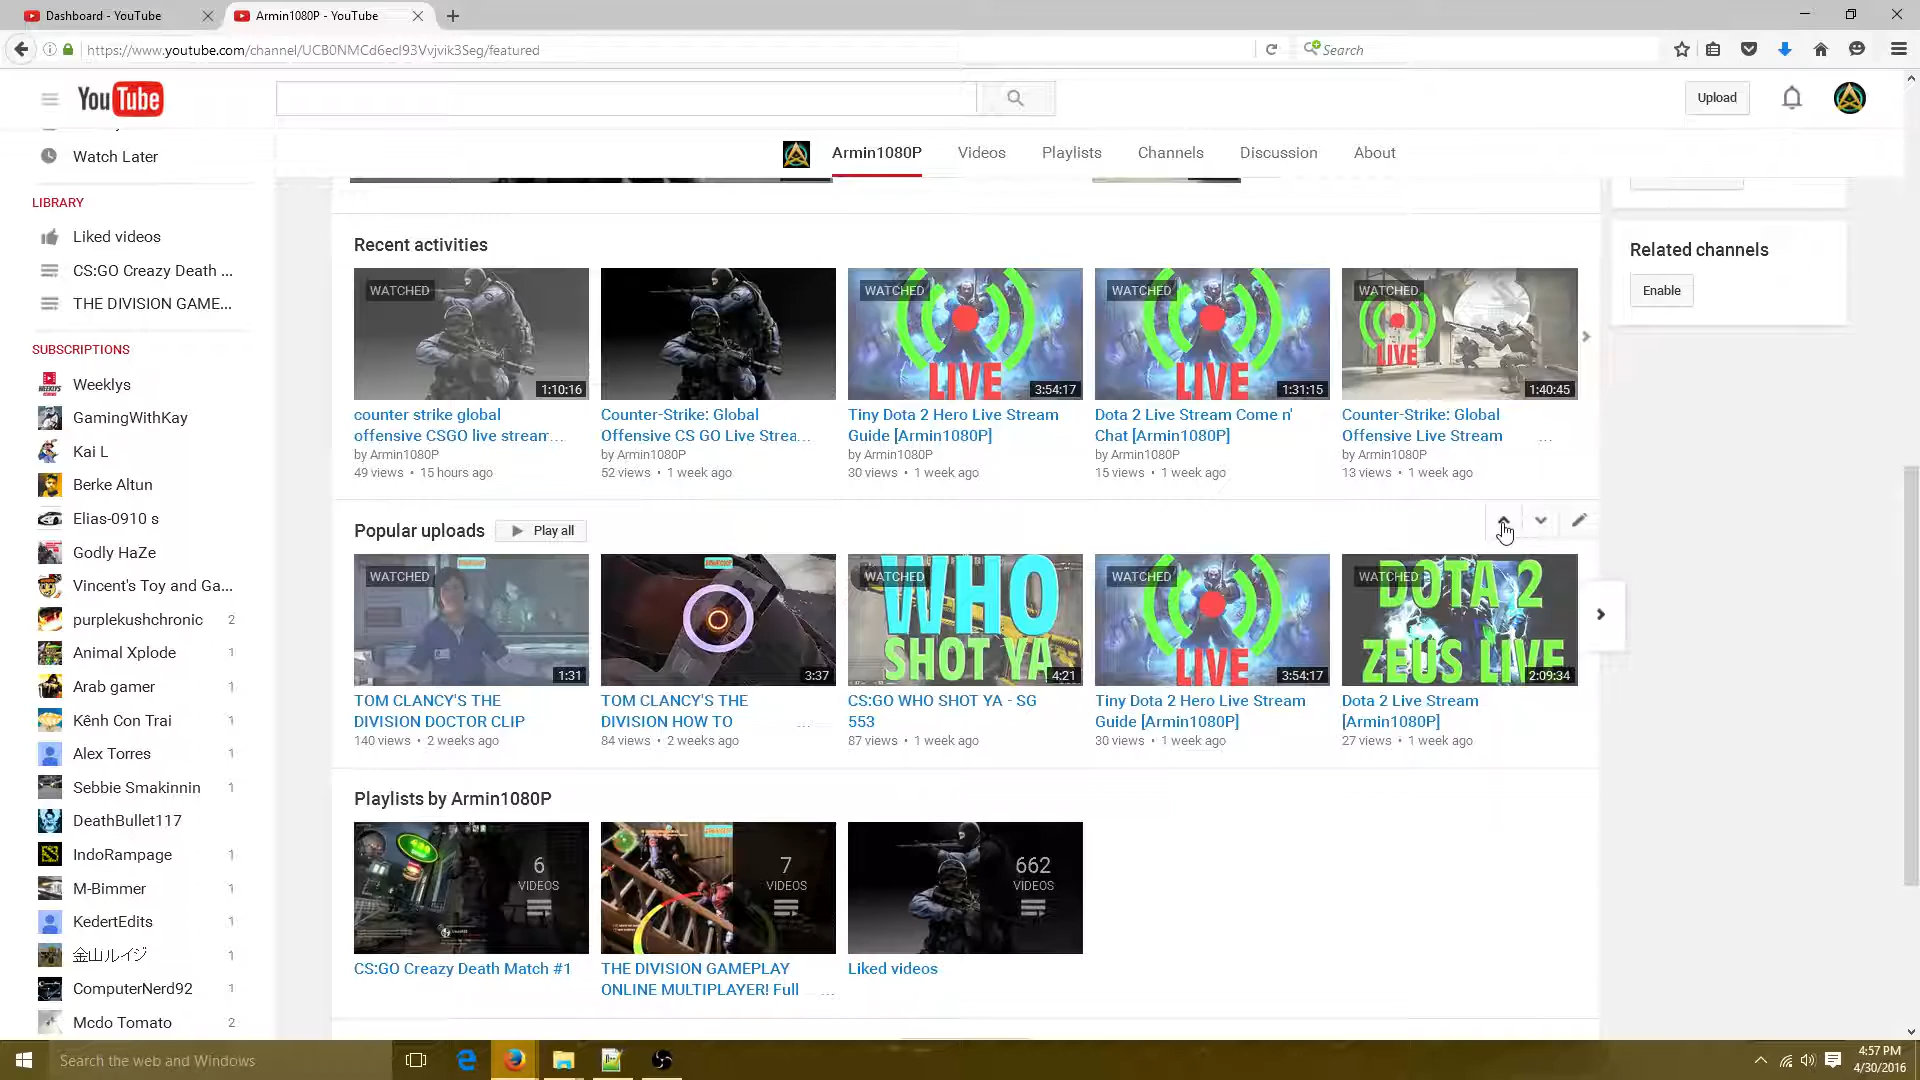 Dashboard - YouTube
Armin1080P - YouTube
https://www.youtube.com/channel/UCB0NMCd6ecI93Vvjvik3Seg/featured
Search
YouTube
Upload
Armin1080P
Videos
Playlists
Channels
Discussion
About
Watch Later
LIBRARY
Liked videos
CS:GO Creazy Death ...
THE DIVISION GAME...
SUBSCRIPTIONS
Weeklys
GamingWithKay
Kai L
Berke Altun
Elias-0910 s
Godly HaZe
Vincent's Toy and Ga...
purplekushchronic 2
Animal Xplode 1
Arab gamer 1
Kênh Con Trai 1
Alex Torres 1
Sebbie Smakinnin 1
DeathBullet117
IndoRampage 1
M-Bimmer 1
KedertEdits 1
金山ルイジ 1
ComputerNerd92 1
Mcdo Tomato 2
Recent activities
WATCHED
1:10:16
counter strike global
offensive CSGO live stream...
by Armin1080P
49 views • 15 hours ago
Counter-Strike: Global
Offensive CS GO Live Strea...
by Armin1080P
52 views • 1 week ago
WATCHED
LIVE
3:54:17
Tiny Dota 2 Hero Live Stream
Guide [Armin1080P]
by Armin1080P
30 views • 1 week ago
WATCHED
LIVE
1:31:15
Dota 2 Live Stream Come n'
Chat [Armin1080P]
by Armin1080P
15 views • 1 week ago
WATCHED
LIVE
1:40:45
Counter-Strike: Global
Offensive Live Stream ...
by Armin1080P
13 views • 1 week ago
Related channels
Enable
Popular uploads
Play all
WATCHED
1:31
TOM CLANCY'S THE
DIVISION DOCTOR CLIP
140 views • 2 weeks ago
3:37
TOM CLANCY'S THE
DIVISION HOW TO ...
84 views • 2 weeks ago
WATCHED
WHO
SHOT YA
4:21
CS:GO WHO SHOT YA - SG
553
87 views • 1 week ago
WATCHED
LIVE
3:54:17
Tiny Dota 2 Hero Live Stream
Guide [Armin1080P]
30 views • 1 week ago
WATCHED
DOTA 2
ZEUS LIVE
2:09:34
Dota 2 Live Stream
[Armin1080P]
27 views • 1 week ago
Playlists by Armin1080P
6
VIDEOS
CS:GO Creazy Death Match #1
7
VIDEOS
THE DIVISION GAMEPLAY
ONLINE MULTIPLAYER! Full ...
662
VIDEOS
Liked videos
Search the web and Windows
4:57 PM
4/30/2016